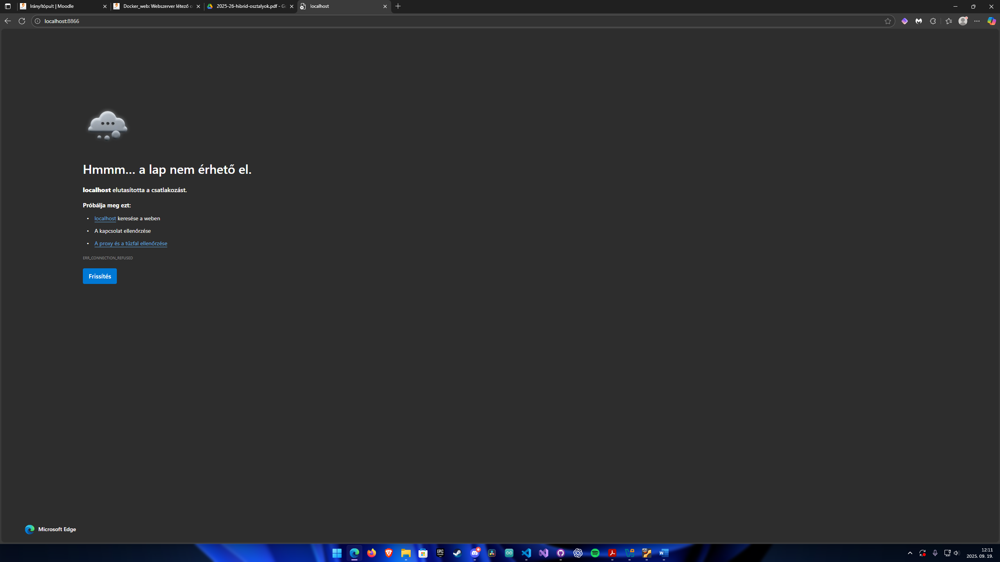 Irányítópult | Moodle
Docker_web: Webszerver létező o
2025-26-hibrid-osztalyok.pdf - Go
localhost
localhost:8866
Hmmm... a lap nem érhető el.
localhost elutasította a csatlakozást.
Próbálja meg ezt:
• localhost keresése a weben
• A kapcsolat ellenőrzése
• A proxy és a tűzfal ellenőrzése
ERR_CONNECTION_REFUSED
Frissítés
Microsoft Edge
EPIC
GAMES
x64
W
12:11
2025. 09. 19.